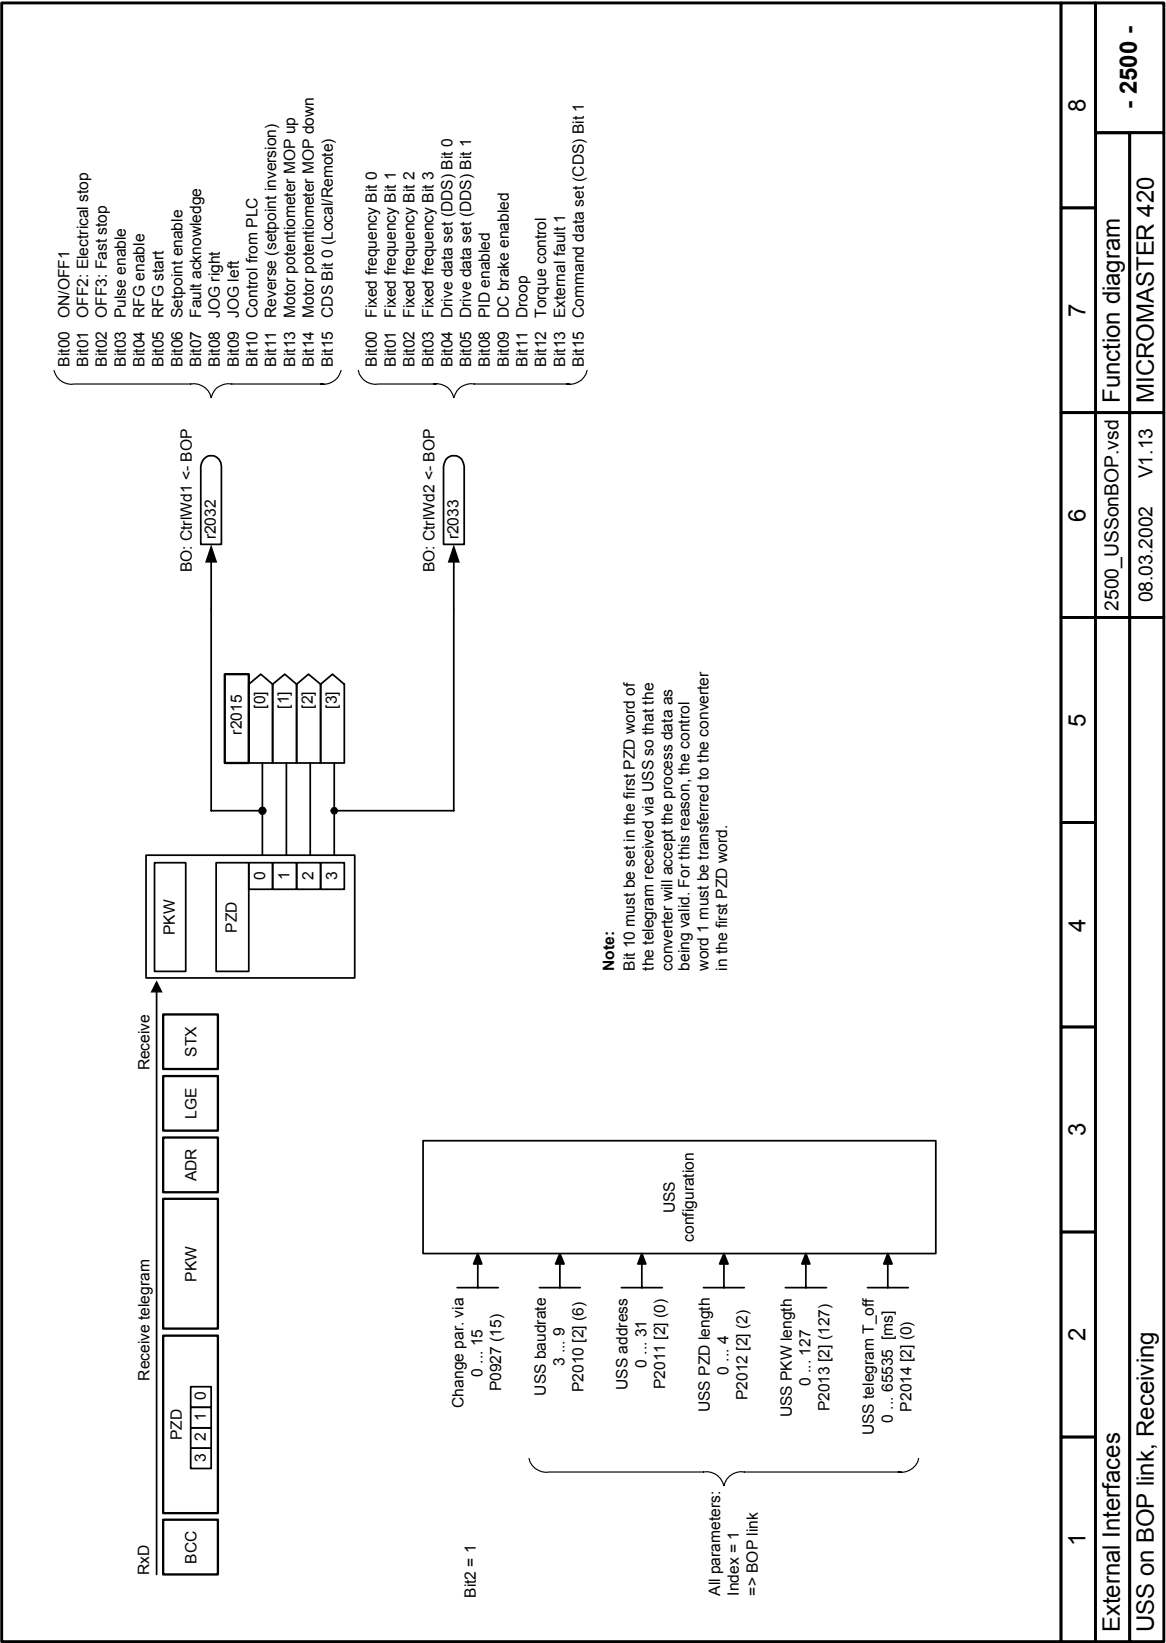 RxD
Receive telegram
Receive
BCC
PZD
3 2 1 0
PKW
ADR
LGE
STX
PKW
PZD
0
1
2
3
r2015
[0]
[1]
[2]
[3]
BO: CtrlWd1 <- BOP
r2032
Bit00 ON/OFF1
Bit01 OFF2: Electrical stop
Bit02 OFF3: Fast stop
Bit03 Pulse enable
Bit04 RFG enable
Bit05 RFG start
Bit06 Setpoint enable
Bit07 Fault acknowledge
Bit08 JOG right
Bit09 JOG left
Bit10 Control from PLC
Bit11 Reverse (setpoint inversion)
Bit13 Motor potentiometer MOP up
Bit14 Motor potentiometer MOP down
Bit15 CDS Bit 0 (Local/Remote)
BO: CtrlWd2 <- BOP
r2033
Bit00 Fixed frequency Bit 0
Bit01 Fixed frequency Bit 1
Bit02 Fixed frequency Bit 2
Bit03 Fixed frequency Bit 3
Bit04 Drive data set (DDS) Bit 0
Bit05 Drive data set (DDS) Bit 1
Bit08 PID enabled
Bit09 DC brake enabled
Bit11 Droop
Bit12 Torque control
Bit13 External fault 1
Bit15 Command data set (CDS) Bit 1
Bit2 = 1
Change par. via
0 ... 15
P0927 (15)
USS baudrate
3 ... 9
P2010 [2] (6)
USS address
0 ... 31
P2011 [2] (0)
USS PZD length
0 ... 4
P2012 [2] (2)
USS PKW length
0 ... 127
P2013 [2] (127)
USS telegram T_off
0 ... 65535 [ms]
P2014 [2] (0)
All parameters:
Index = 1
=> BOP link
USS
configuration
Note:
Bit 10 must be set in the first PZD word of
the telegram received via USS so that the
converter will accept the process data as
being valid. For this reason, the control
word 1 must be transferred to the converter
in the first PZD word.
1 2 3 4 5 6 7 8
External Interfaces
2500_USSonBOP.vsd
Function diagram
- 2500 -
USS on BOP link, Receiving
08.03.2002 V1.13
MICROMASTER 420